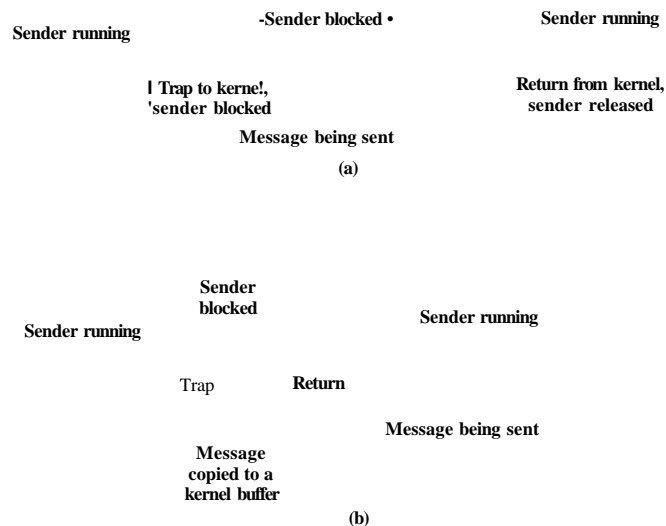 -Sender blocked •
Sender running
Sender running
l Trap to kerne!,
'sender blocked
Return from kernel,
sender released
Message being sent
(a)
Sender
blocked
Sender running
Sender running
Trap
Return
Message being sent
Message
copied to a
kernel buffer
(b)